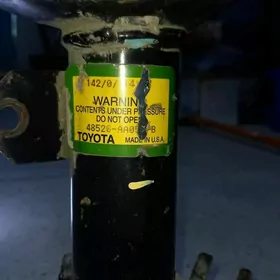 WARNING
CONTENTS UNDER PRESSURE
DO NOT OPEN
TOYOTA MADE IN U.S.A.